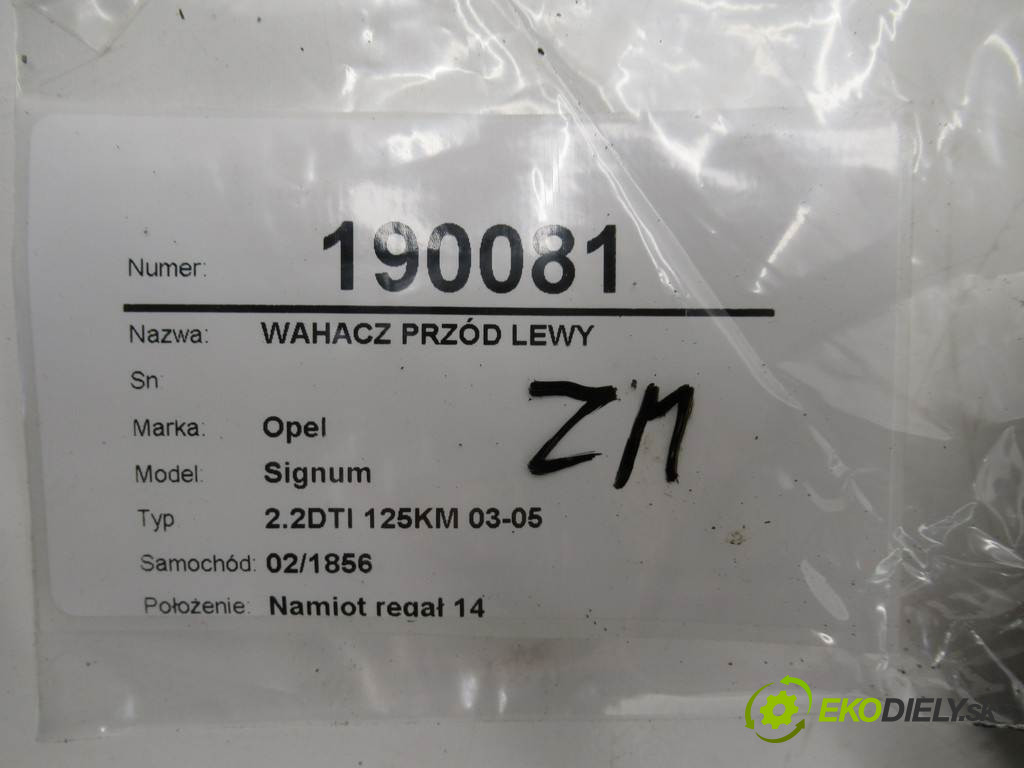 Numer: 190081
Nazwa: WAHACZ PRZÓD LEWY
Sn
Marka: Opel
Model: Signum
Typ 2.2DTI 125KM 03-05
Samochód: 02/1856
Położenie: Namiot regał 14
ZM
EKODIELY.sk